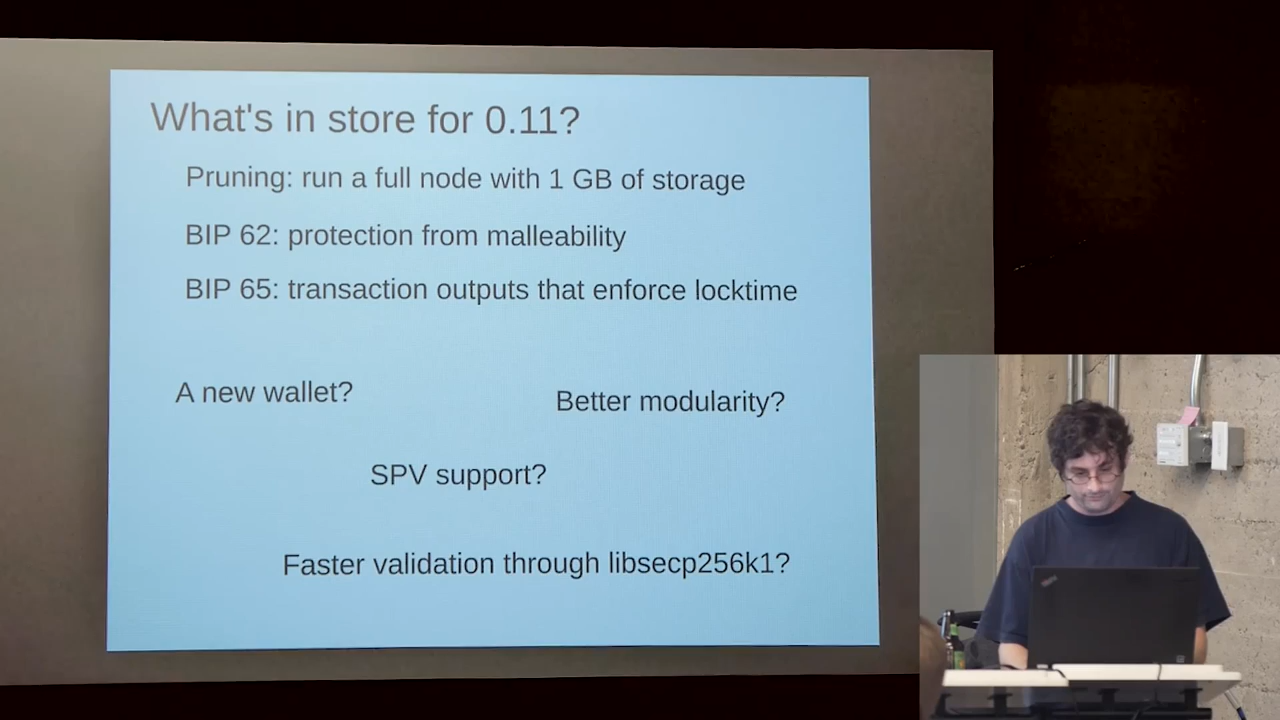 What's in store for 0.11?
Pruning: run a full node with 1 GB of storage
BIP 62: protection from malleability
BIP 65: transaction outputs that enforce locktime
A new wallet?
Better modularity?
SPV support?
Faster validation through libsecp256k1?